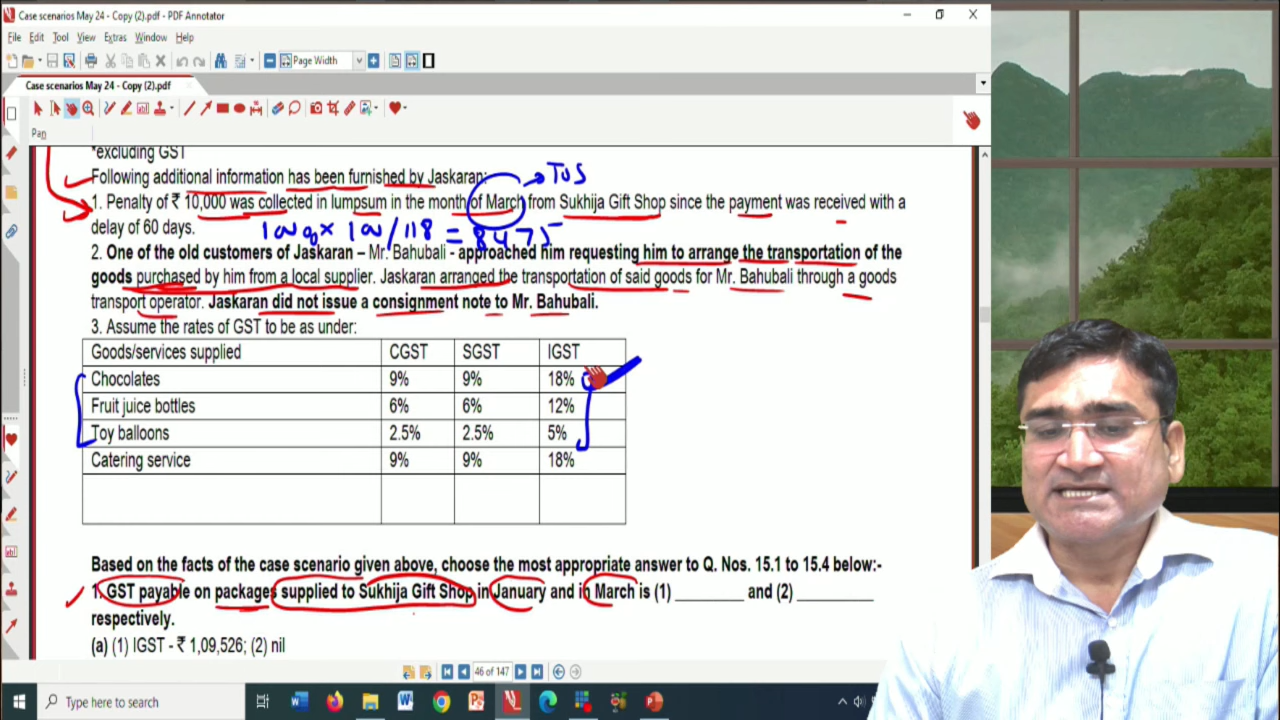 Case scenarios May 24 - Copy (2).pdf - PDF Annotator
File Edit Tool View Extras Window Help
Page Width
Case scenarios May 24 - Copy (2).pdf
Pan
*excluding GST
Following additional information has been furnished by Jaskaran:
TOS
1. Penalty of ₹ 10,000 was collected in lumpsum in the month of March from Sukhija Gift Shop since the payment was received with a
delay of 60 days.
100/118 = 8475
2. One of the old customers of Jaskaran – Mr. Bahubali - approached him requesting him to arrange the transportation of the
goods purchased by him from a local supplier. Jaskaran arranged the transportation of said goods for Mr. Bahubali through a goods
transport operator. Jaskaran did not issue a consignment note to Mr. Bahubali.
3. Assume the rates of GST to be as under:
Goods/services supplied CGST SGST IGST
Chocolates 9% 9% 18%
Fruit juice bottles 6% 6% 12%
Toy balloons 2.5% 2.5% 5%
Catering service 9% 9% 18%
Based on the facts of the case scenario given above, choose the most appropriate answer to Q. Nos. 15.1 to 15.4 below:-
1. GST payable on packages supplied to Sukhija Gift Shop in January and in March is (1) ________ and (2) _________
respectively.
(a) (1) IGST - ₹ 1,09,526; (2) nil
46 of 147
Type here to search